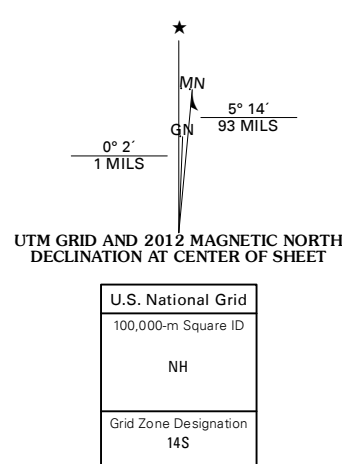 ★
MN
5° 14´
GN
93 MILS
0° 2´
1 MILS
UTM GRID AND 2012 MAGNETIC NORTH
DECLINATION AT CENTER OF SHEET
U.S. National Grid
100,000-m Square ID
NH
Grid Zone Designation
14S